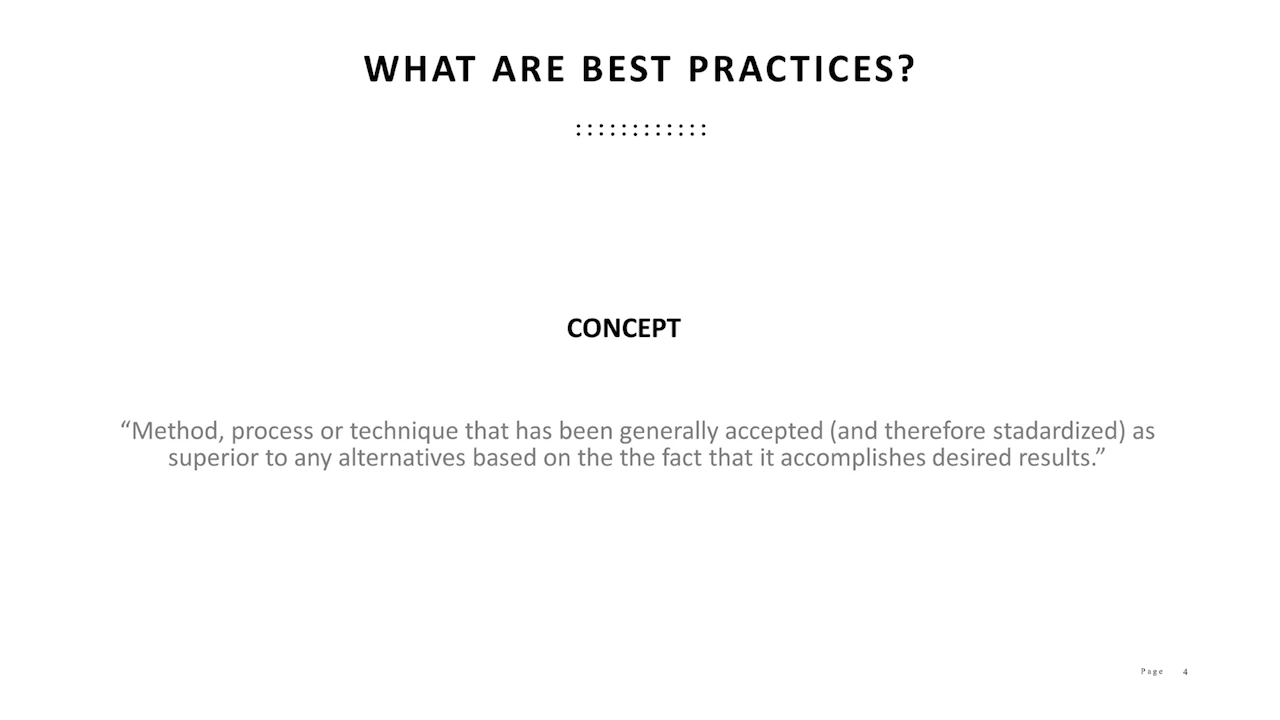 WHAT ARE BEST PRACTICES?
::::::::::::
CONCEPT
“Method, process or technique that has been generally accepted (and therefore stadardized) as
superior to any alternatives based on the the fact that it accomplishes desired results.”
Page 4